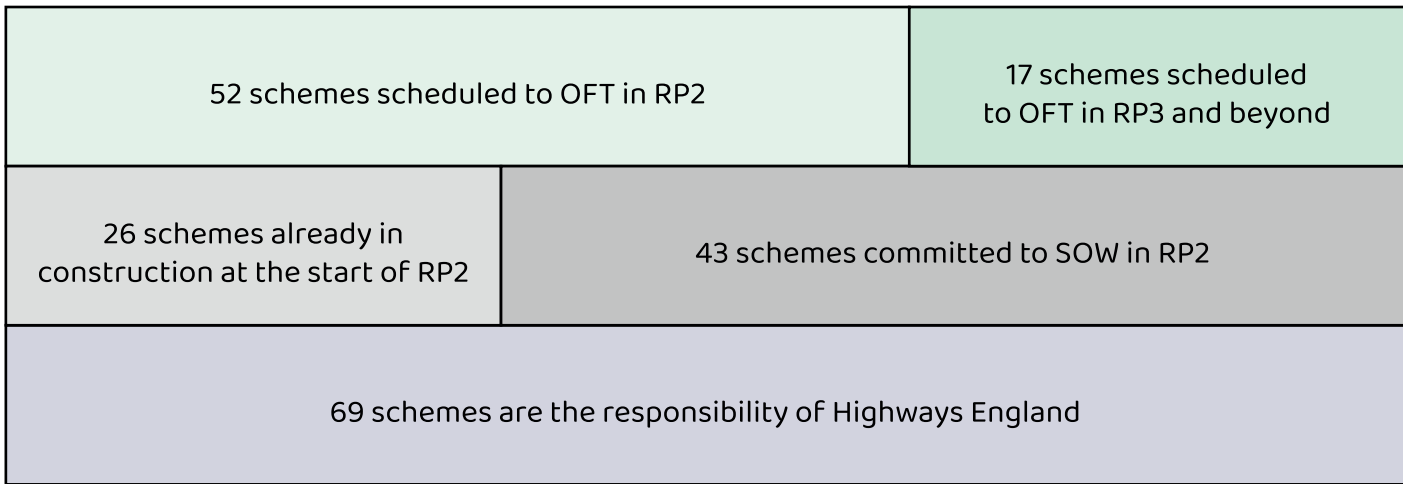 52 schemes scheduled to OFT in RP2
17 schemes scheduled
to OFT in RP3 and beyond
26 schemes already in
construction at the start of RP2
43 schemes committed to SOW in RP2
69 schemes are the responsibility of Highways England